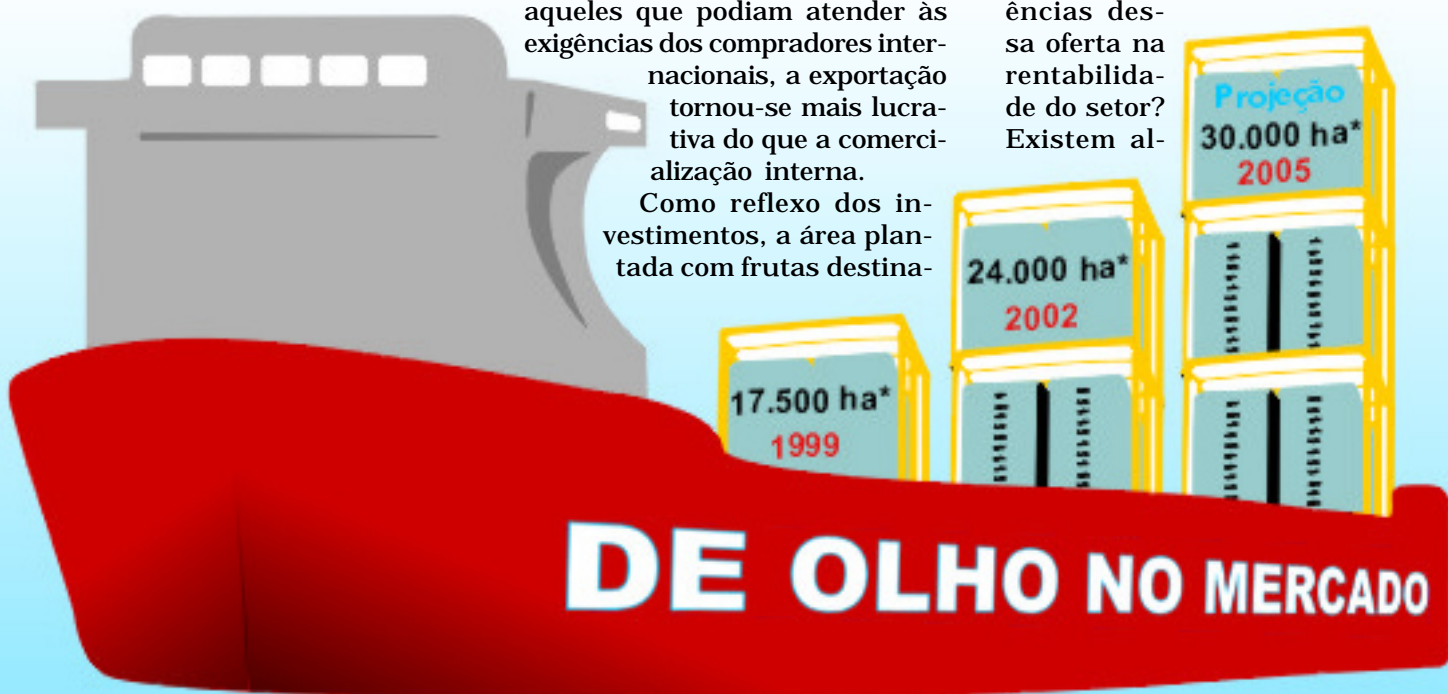 aqueles que podiam atender às
exigências dos compradores inter-
nacionais, a exportação
tornou-se mais lucra-
tiva do que a comerci-
alização interna.
Como reflexo dos in-
vestimentos, a área plan-
tada com frutas destina-
ências des-
sa oferta na
rentabilida-
de do setor?
Existem al-
17.500 ha*
1999
24.000 ha*
2002
Projeção
30.000 ha*
2005
DE OLHO NO MERCADO